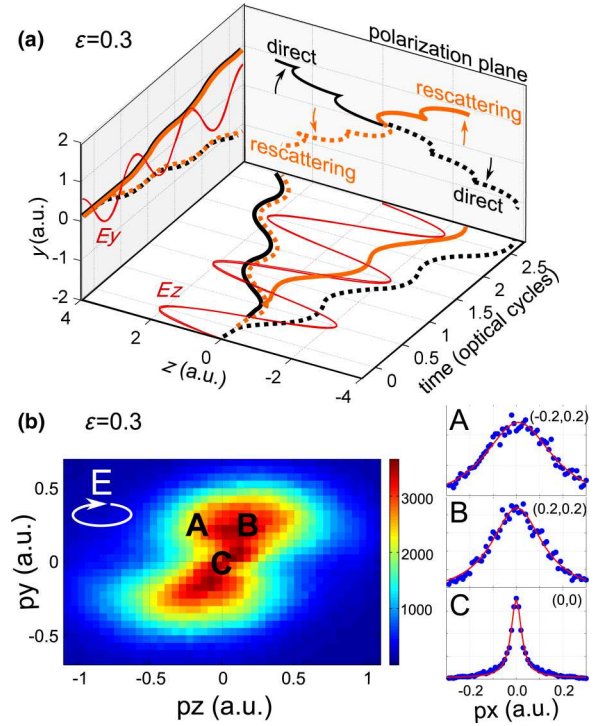 (a) ε=0.3
polarization plane
direct
rescattering
rescattering
direct
Ey
Ez
y (a.u.)
2
1
0
-1
-2
4
2
0
-2
-4
z (a.u.)
0
0.5
1
1.5
2
2.5
time (optical cycles)
(b) ε=0.3
E
A B
C
py (a.u.)
0.5
0
-0.5
-1 -0.5 0 0.5 1
pz (a.u.)
3000
2000
1000
A (-0.2,0.2)
B (0.2,0.2)
C (0,0)
-0.2 0.0 0.2
px (a.u.)